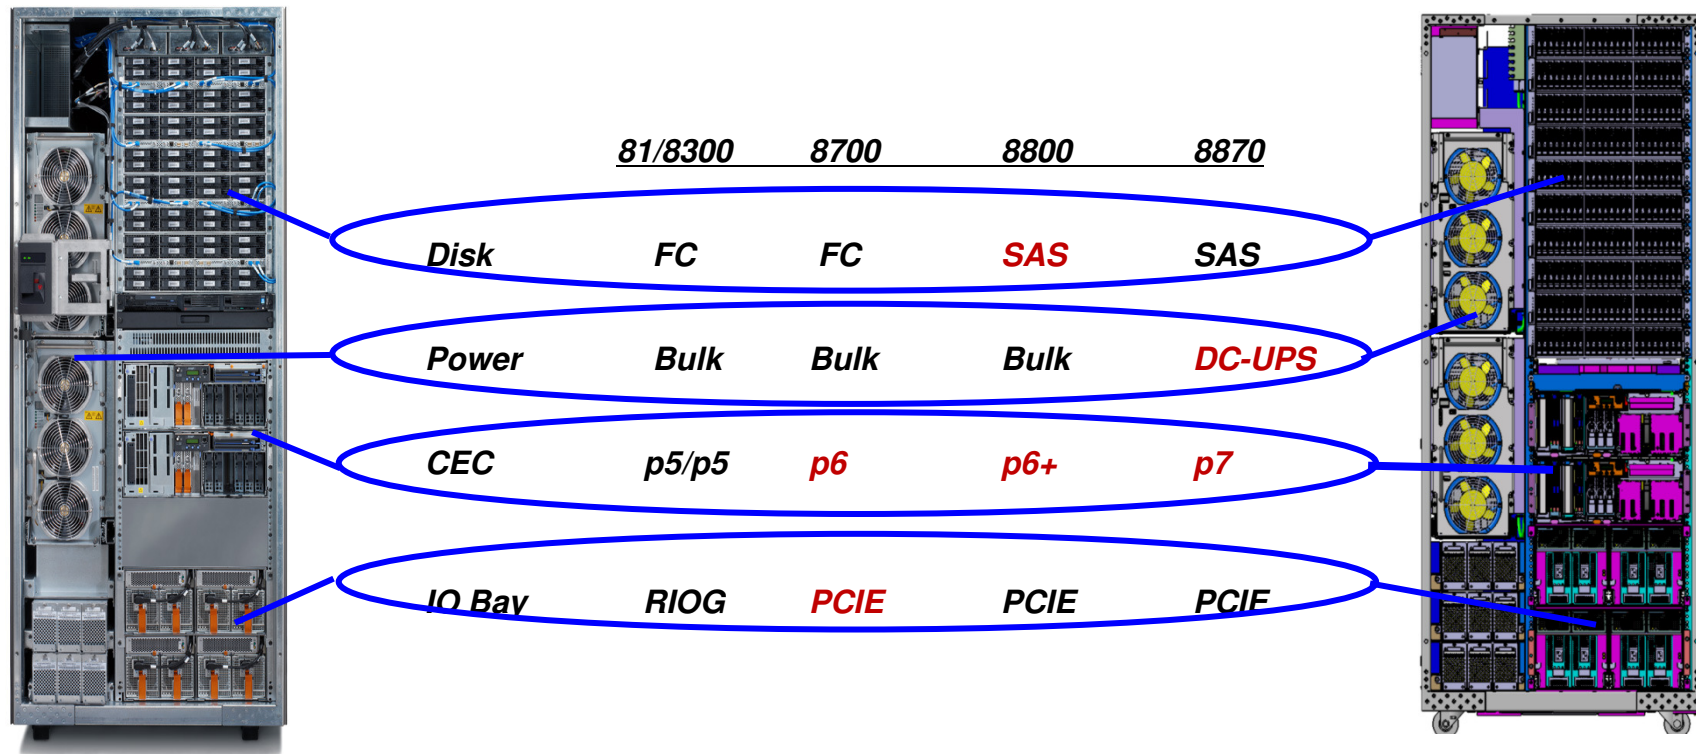 81/8300 8700 8800 8870
Disk FC FC SAS SAS
Power Bulk Bulk Bulk DC-UPS
CEC p5/p5 p6 p6+ p7
IO Bay RIOG PCIE PCIE PCIE